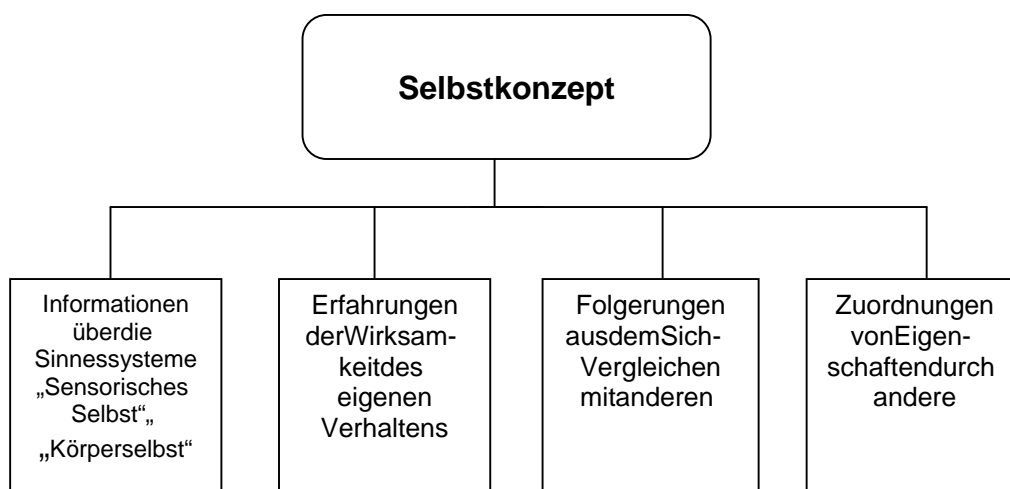 Selbstkonzept
Informationen
überdie
Sinnessysteme
„Sensorisches
Selbst“„
„Körperselbst“
Erfahrungen
derWirksam-
keitdes
eigenen
Verhaltens
Folgerungen
ausdemSich-
Vergleichen
mitanderen
Zuordnungen
vonEigen-
schaftendurch
andere